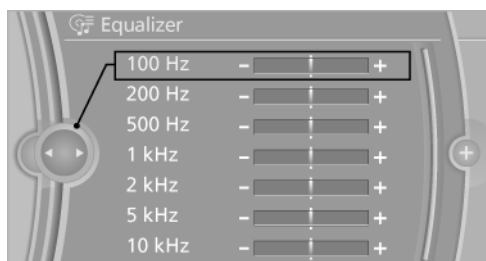 Equalizer
100 Hz - +
200 Hz - +
500 Hz - +
1 kHz - +
2 kHz - +
5 kHz - +
10 kHz - +
+